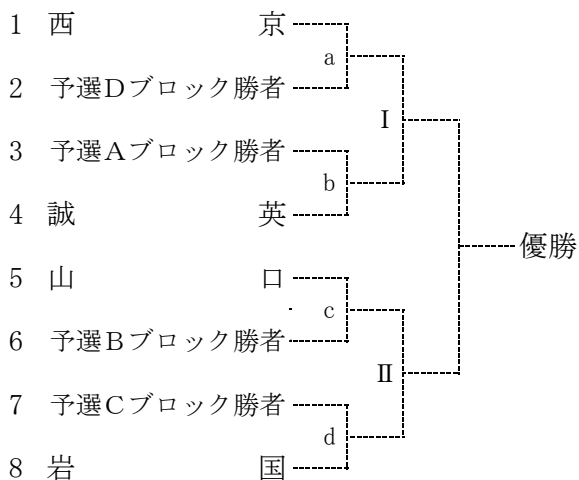 1 西京
a
2 予選Dブロック勝者
I
3 予選Aブロック勝者
b
4 誠英
優勝
5 山口
c
6 予選Bブロック勝者
II
7 予選Cブロック勝者
d
8 岩国